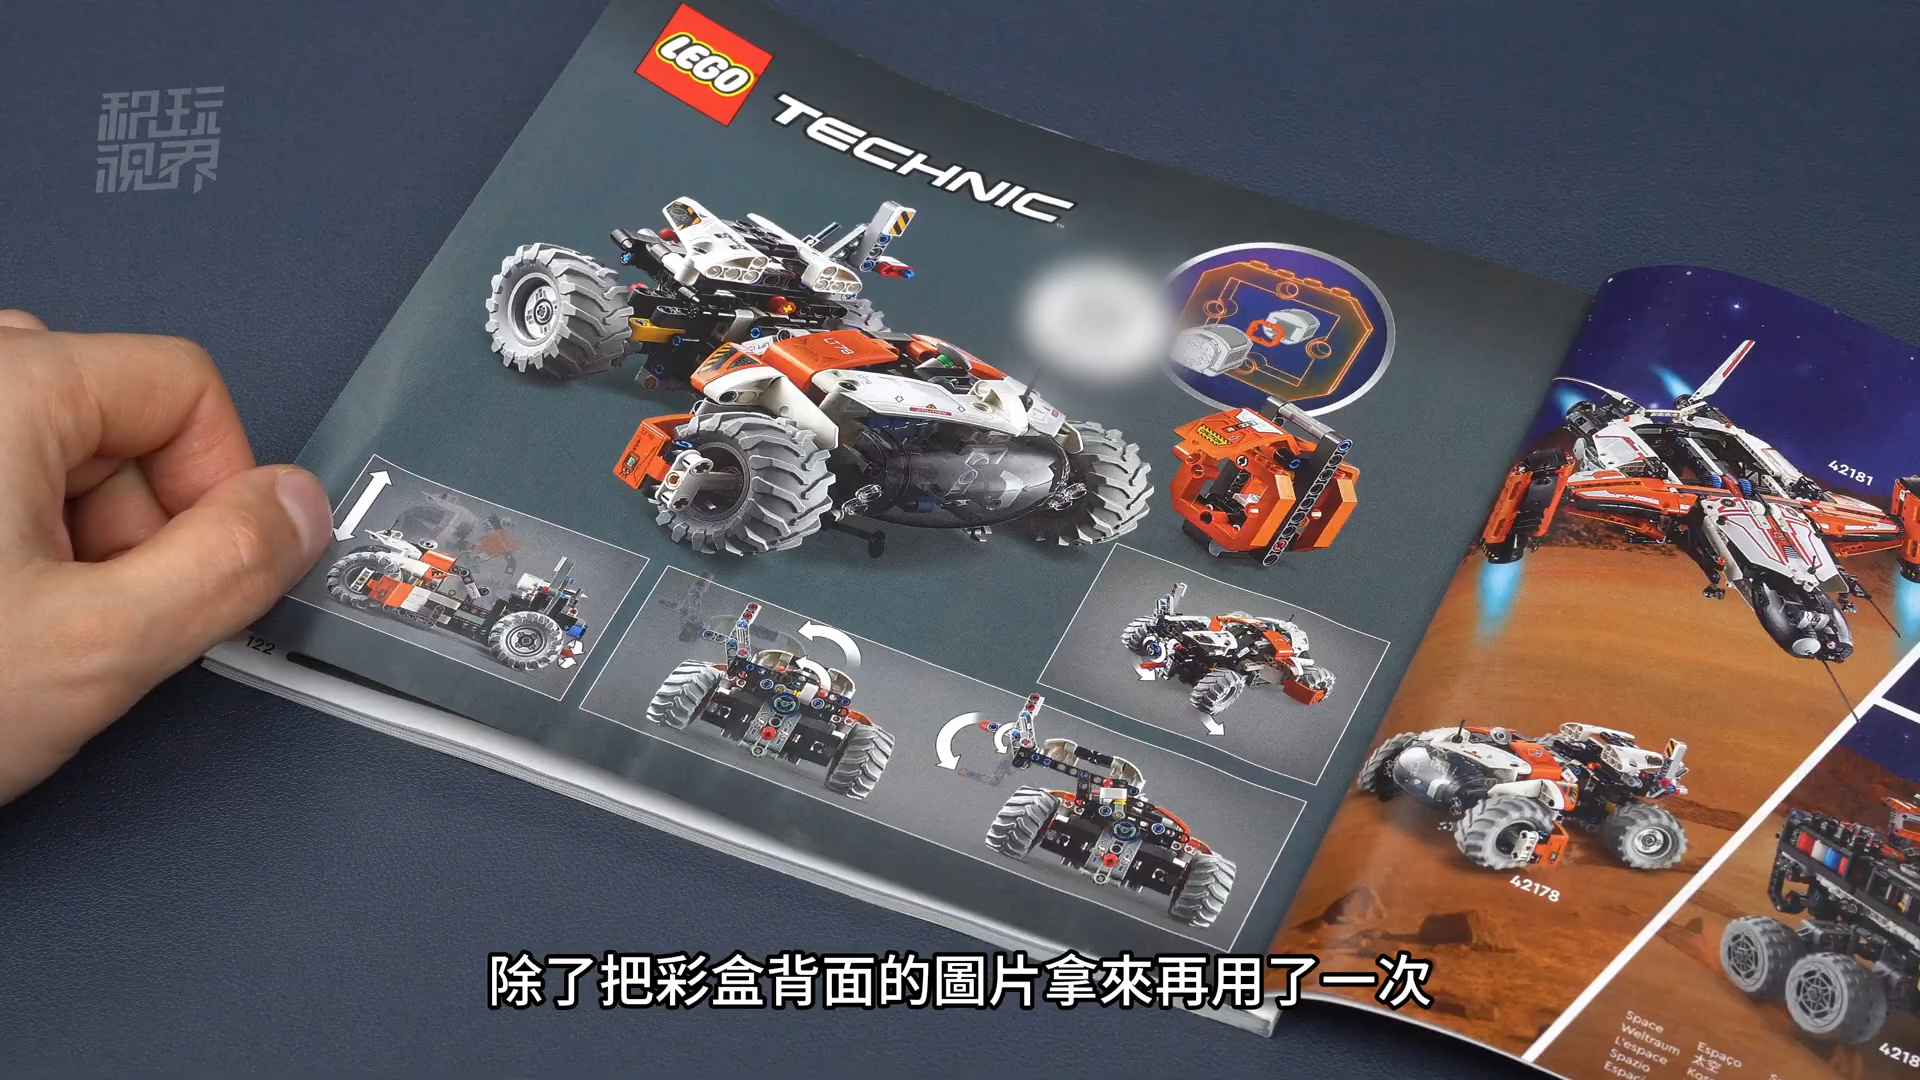 积玩
視界
LEGO
TECHNIC
LT78
42181
122
42178
Space
Weltraum
L'espace
Spazio
Espaço
太空
除了把彩盒背面的圖片拿來再用了一次